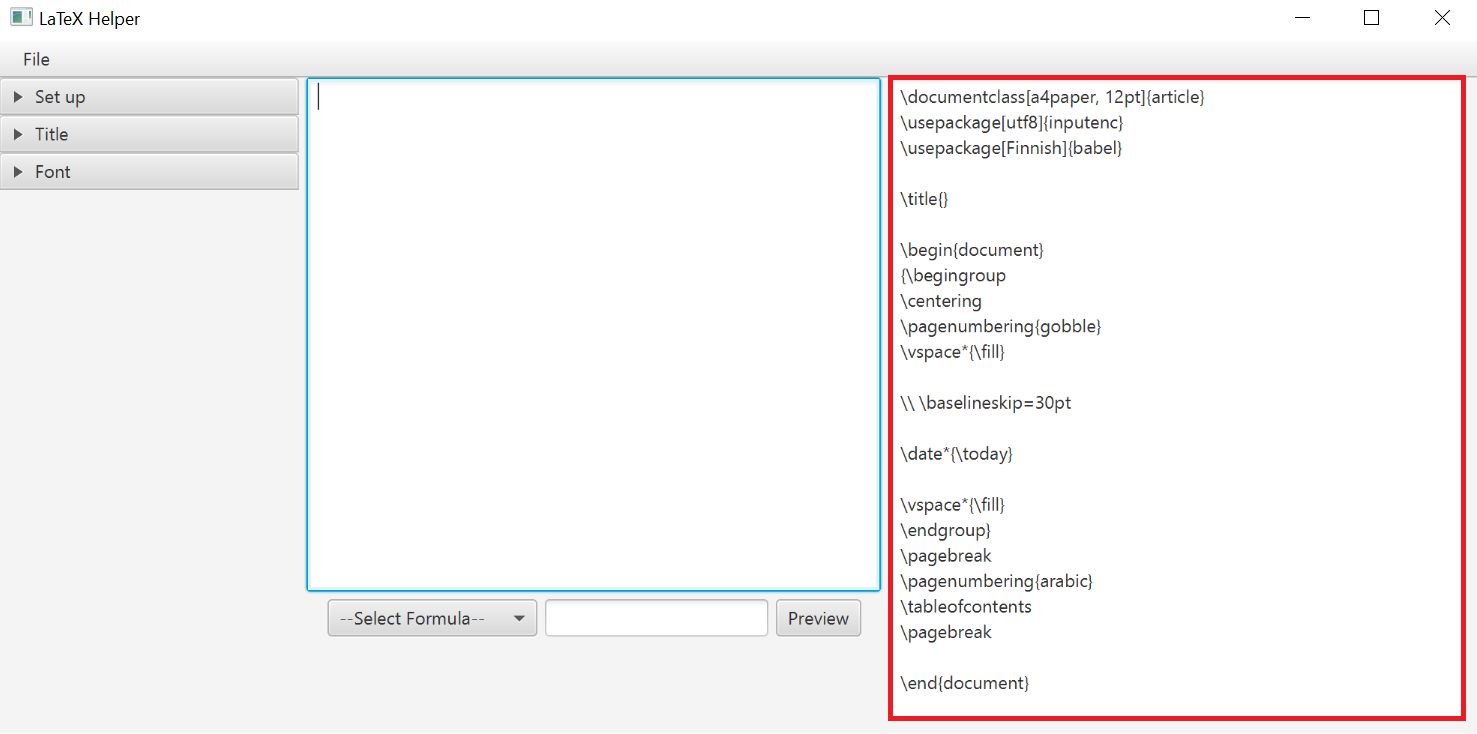 LaTeX Helper
File
Set up
Title
Font
--Select Formula--
Preview
\documentclass[a4paper, 12pt]{article}
\usepackage[utf8]{inputenc}
\usepackage[Finnish]{babel}
\title{}
\begin{document}
{\begingroup
\centering
\pagenumbering{gobble}
\vspace*{\fill}
\\ \baselineskip=30pt
\date*{\today}
\vspace*{\fill}
\endgroup}
\pagebreak
\pagenumbering{arabic}
\tableofcontents
\pagebreak
\end{document}